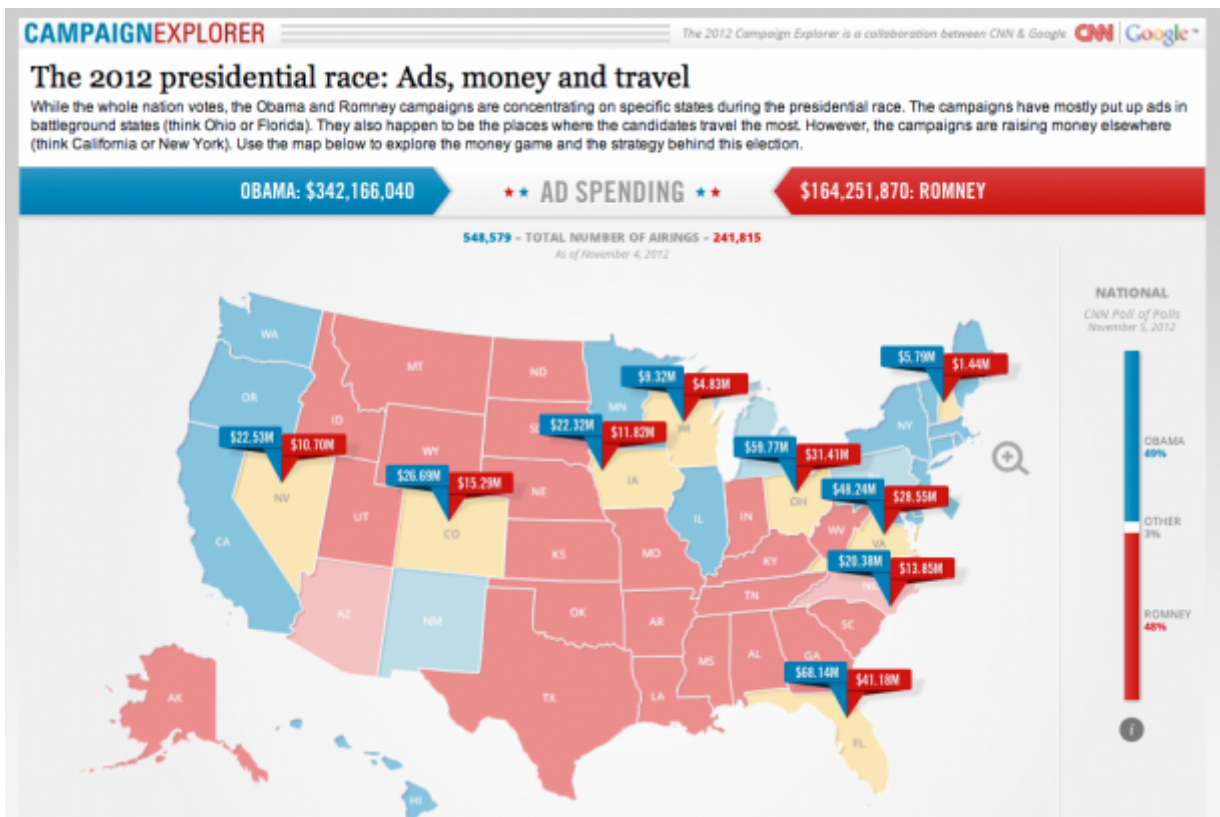 CAMPAIGNEXPLORER
The 2012 Campaign Explorer is a collaboration between CNN & Google CNN Google™
The 2012 presidential race: Ads, money and travel
While the whole nation votes, the Obama and Romney campaigns are concentrating on specific states during the presidential race. The campaigns have mostly put up ads in
battleground states (think Ohio or Florida). They also happen to be the places where the candidates travel the most. However, the campaigns are raising money elsewhere
(think California or New York). Use the map below to explore the money game and the strategy behind this election.
OBAMA: $342,166,040 AD SPENDING $164,251,870: ROMNEY
548,579 – TOTAL NUMBER OF AIRINGS – 241,815
As of November 4, 2012
NATIONAL
CNN Poll of Polls
November 5, 2012
WA
MT
ND
OR
ID
WY
MN
WI
NY
$5.79M $1.44M
$9.32M $4.83M
$22.32M $11.82M
$22.53M $10.70M
$59.77M $31.41M
$26.69M $15.29M
$48.24M $28.55M
$20.38M $13.85M
$68.14M $41.18M
NV
UT
CO
NE
IA
IL
IN
OH
WV
VA
CA
KS
MO
KY
AZ
NM
OK
AR
TN
NC
SC
MS
AL
GA
TX
LA
FL
AK
HI
OBAMA
49%
OTHER
3%
ROMNEY
48%
i